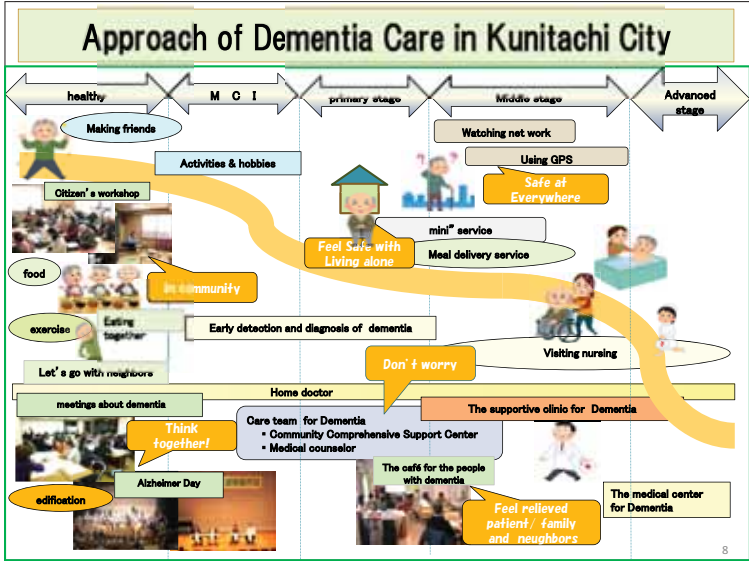 Approach of Dementia Care in Kunitachi City
healthy
M C I
primary stage
Middle stage
Advanced
stage
Making friends
Watching net work
Activities & hobbies
Using GPS
Safe at
Everywhere
Citizen's workshop
mini" service
Feel Safe with
Living alone
Meal delivery service
food
In community
exercise
Eating
together
Early detection and diagnosis of dementia
Visiting nursing
Don't worry
Let's go with neighbors
Home doctor
meetings about dementia
The supportive clinic for Dementia
Think
together!
Care team for Dementia
▪ Community Comprehensive Support Center
▪ Medical counselor
The café for the people
with dementia
Alzheimer Day
edification
The medical center
for Dementia
Feel relieved
patient/ family
and neighbors
8